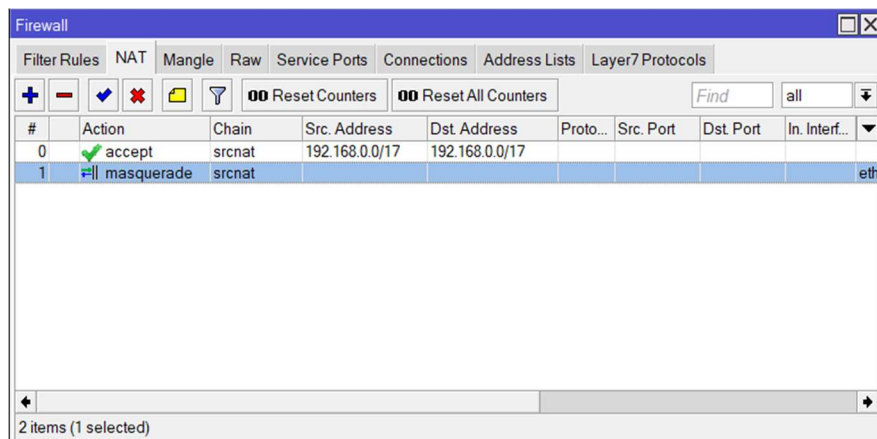 Firewall
Filter Rules NAT Mangle Raw Service Ports Connections Address Lists Layer7 Protocols
00 Reset Counters 00 Reset All Counters Find all
# Action Chain Src. Address Dst. Address Proto... Src. Port Dst. Port In. Interf...
0 accept srcnat 192.168.0.0/17 192.168.0.0/17
1 masquerade srcnat eth
2 items (1 selected)